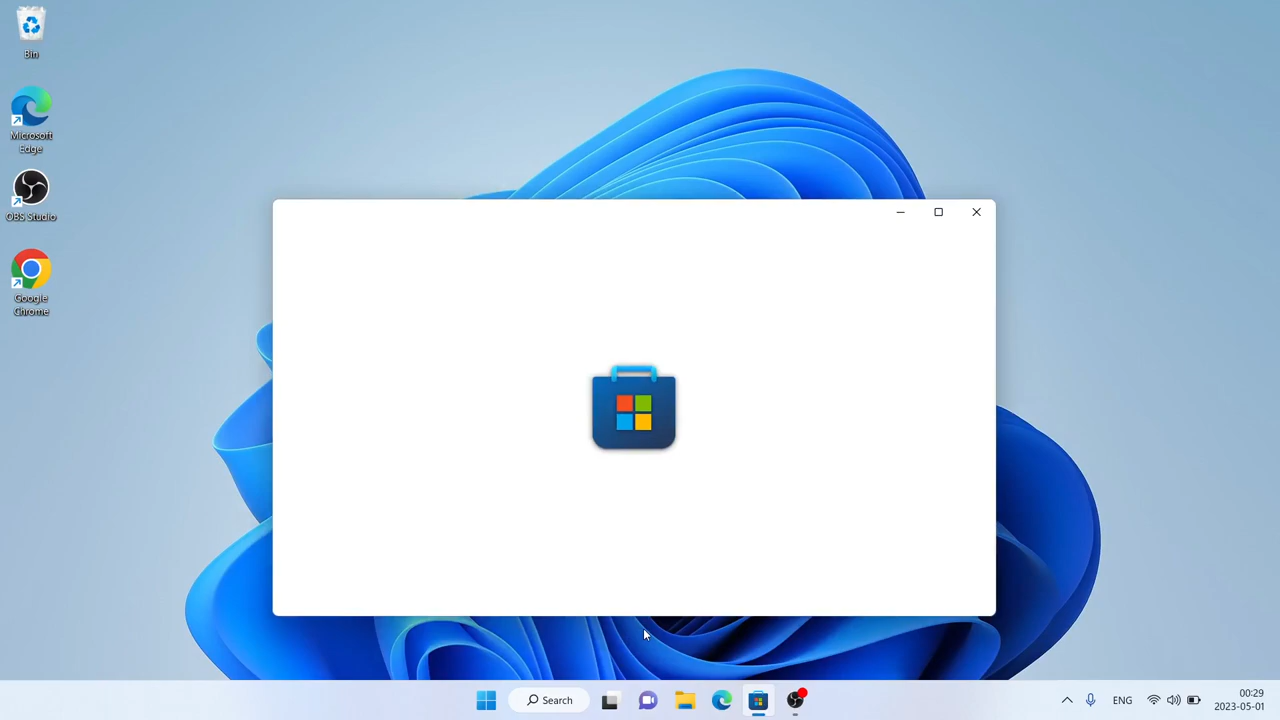 Bin
Microsoft
Edge
OBS Studio
Google
Chrome
Search
ENG
00:29
2023-05-01